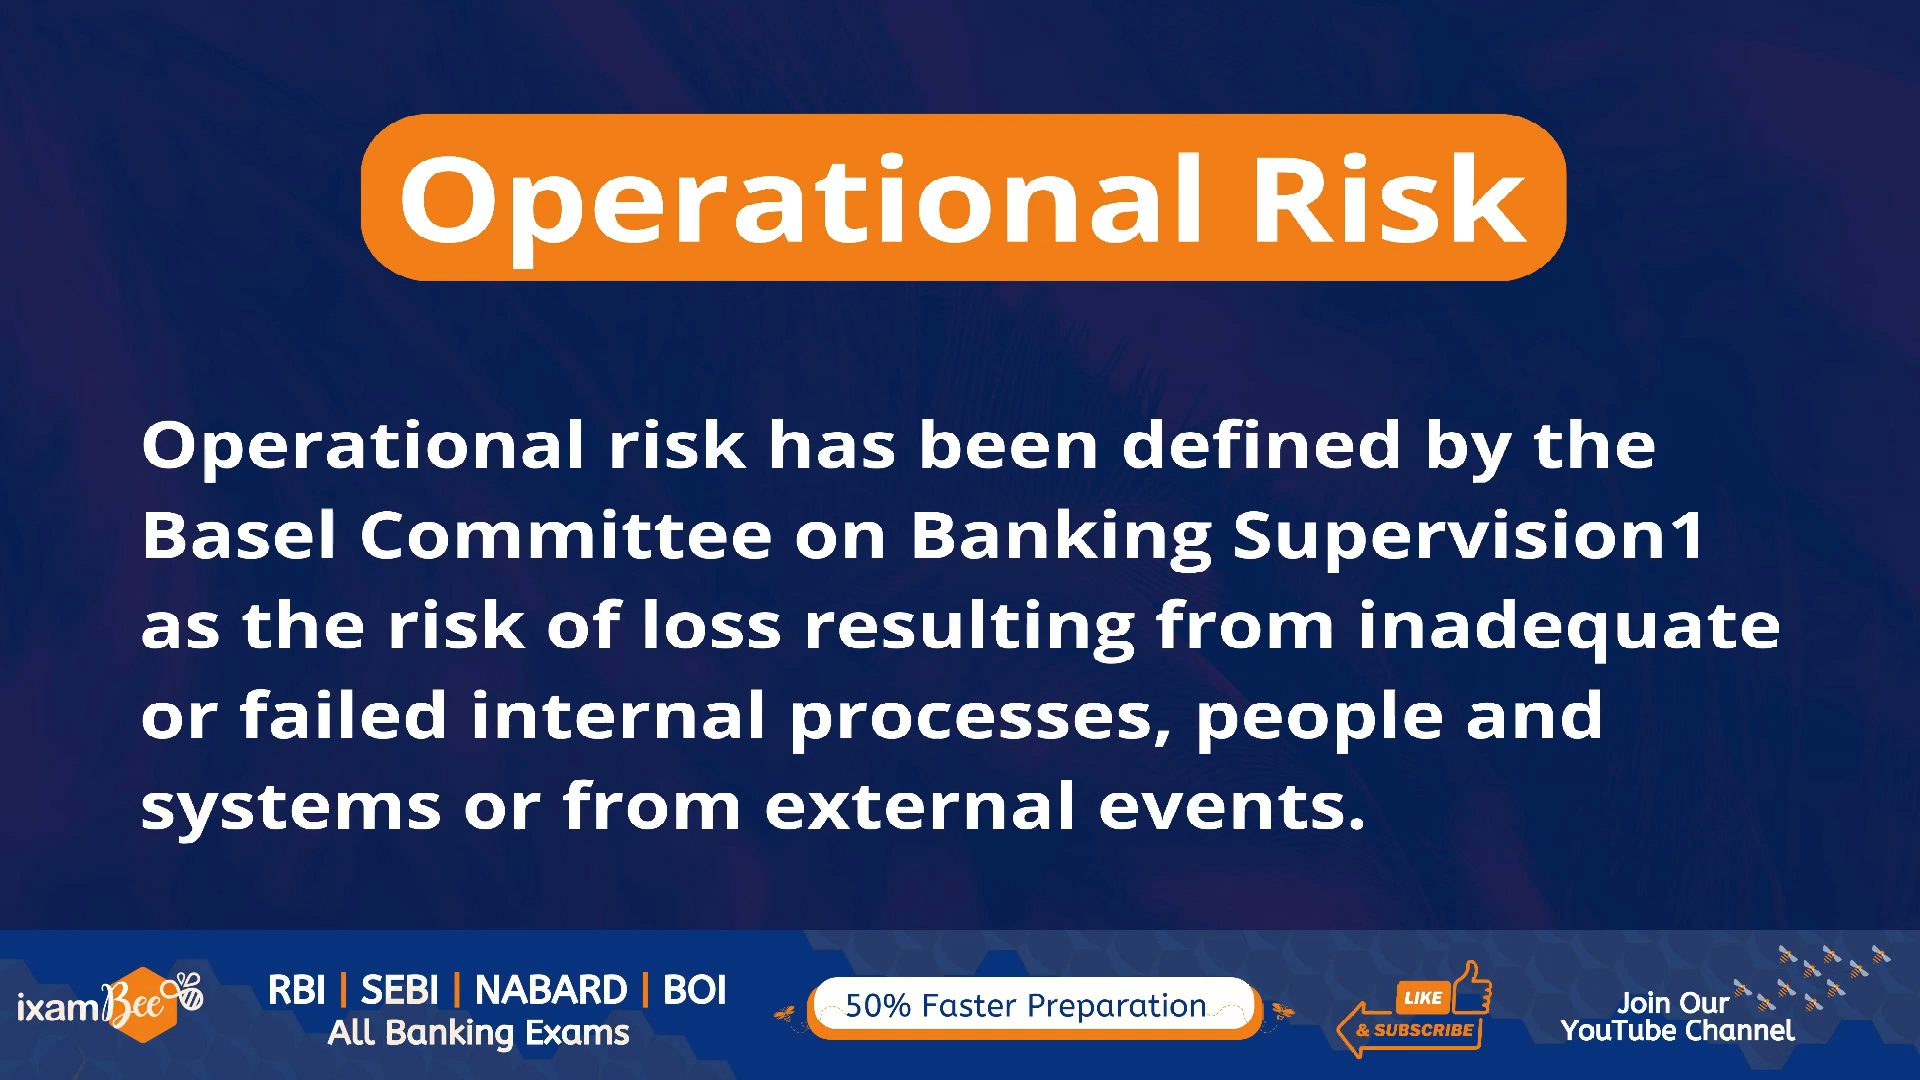 Operational Risk
Operational risk has been defined by the
Basel Committee on Banking Supervision1
as the risk of loss resulting from inadequate
or failed internal processes, people and
systems or from external events.
ixamBee
RBI | SEBI | NABARD | BOI
All Banking Exams
50% Faster Preparation
LIKE
& SUBSCRIBE
Join Our
YouTube Channel